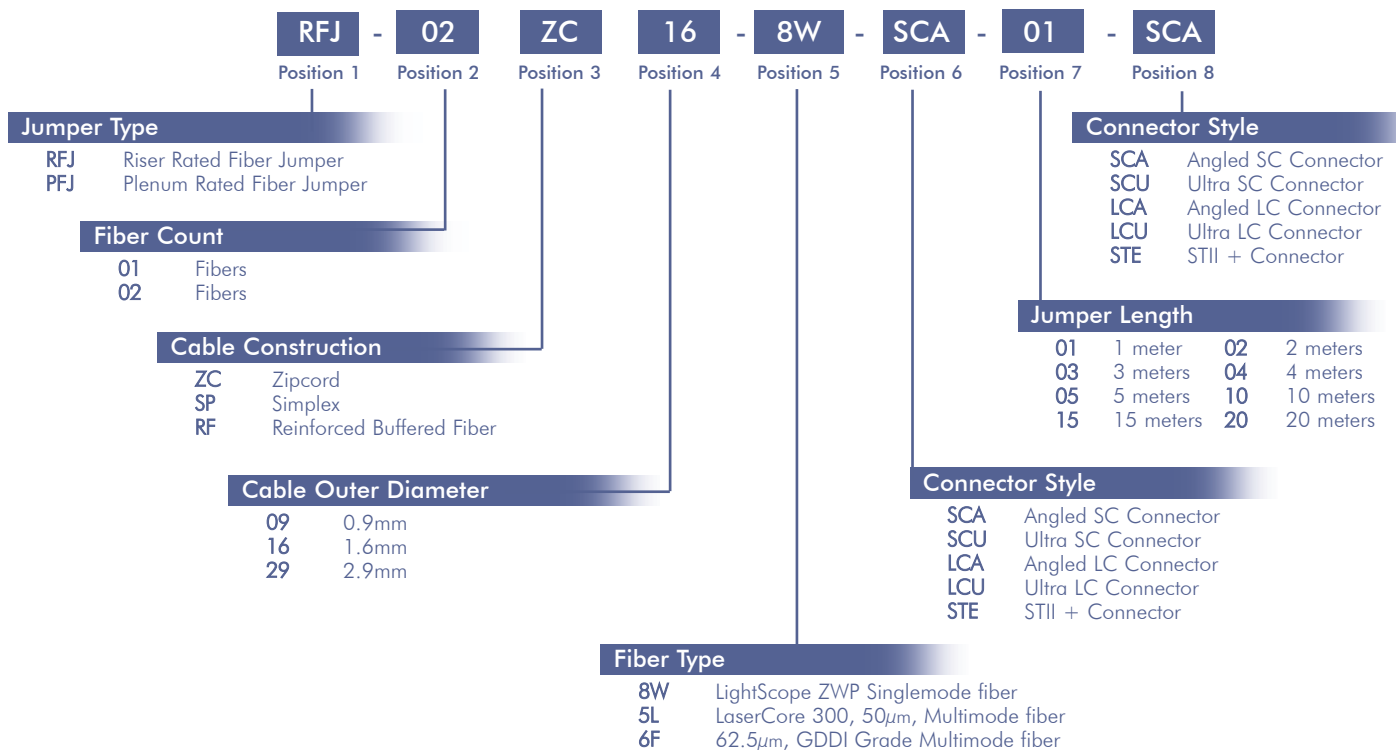 RFJ - 02 ZC 16 - 8W - SCA - 01 - SCA
Position 1 Position 2 Position 3 Position 4 Position 5 Position 6 Position 7 Position 8
Jumper Type
RFJ Riser Rated Fiber Jumper
PFJ Plenum Rated Fiber Jumper
Fiber Count
01 Fibers
02 Fibers
Cable Construction
ZC Zipcord
SP Simplex
RF Reinforced Buffered Fiber
Cable Outer Diameter
09 0.9mm
16 1.6mm
29 2.9mm
Fiber Type
8W LightScope ZWP Singlemode fiber
5L LaserCore 300, 50µm, Multimode fiber
6F 62.5µm, GDDI Grade Multimode fiber
Connector Style
SCA Angled SC Connector
SCU Ultra SC Connector
LCA Angled LC Connector
LCU Ultra LC Connector
STE STII + Connector
Jumper Length
01 1 meter 02 2 meters
03 3 meters 04 4 meters
05 5 meters 10 10 meters
15 15 meters 20 20 meters
Connector Style
SCA Angled SC Connector
SCU Ultra SC Connector
LCA Angled LC Connector
LCU Ultra LC Connector
STE STII + Connector